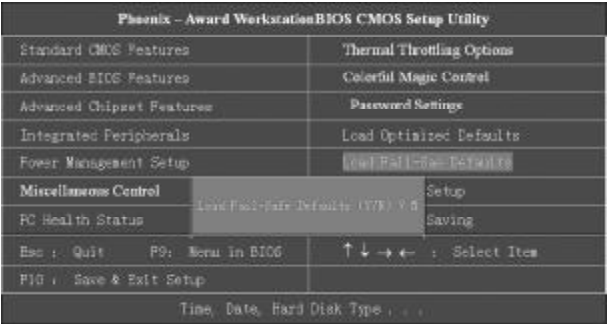 Phoenix – Award WorkstationBIOS CMOS Setup Utility
Standard CMOS Features
Advanced BIOS Features
Advanced Chipset Features
Integrated Peripherals
Power Management Setup
Miscellaneous Control
PC Health Status
Thermal Throttling Options
Colorful Magic Control
Password Settings
Load Optimized Defaults
Load Fail-Safe Defaults
Setup
Saving
Load Fail-Safe Defaults (Y/N) ?
Esc : Quit F9: Menu in BIOS
↑ ↓ → ← : Select Item
F10 : Save & Exit Setup
Time, Date, Hard Disk Type . . .